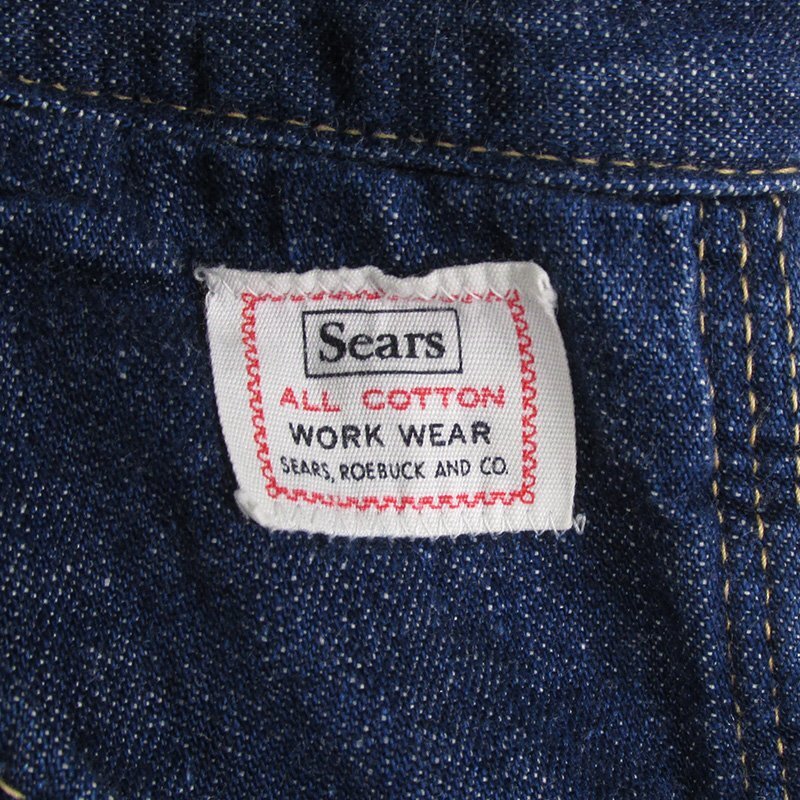 Sears
ALL COTTON
WORK WEAR
SEARS, ROEBUCK AND CO.